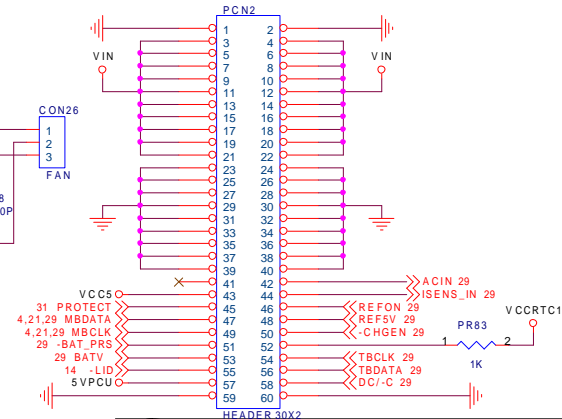 PCN2
1 2
3 4
VIN 5 6 VIN
7 8
9 10
11 12
13 14
CON26
15 16
1 17 18
2 19 20
3 21 22
FAN 23 24
25 26
8 27 28
0P 29 30
31 32
33 34
35 36
37 38
39 40
41 42 ACIN 29
VCC5 43 44 ISENS_IN 29
31 PROTECT 45 46 REFON 29
4,21,29 MBDATA 47 48 REF5V 29
4,21,29 MBCLK 49 50 -CHGEN 29
VCCRTC1
29 -BAT_PRS 51 52 1 PR83 2
1K
29 BATV 53 54 TBCLK 29
14 -LID 55 56 TBDATA 29
5VPCU 57 58 DC/-C 29
59 60
HEADER 30X2